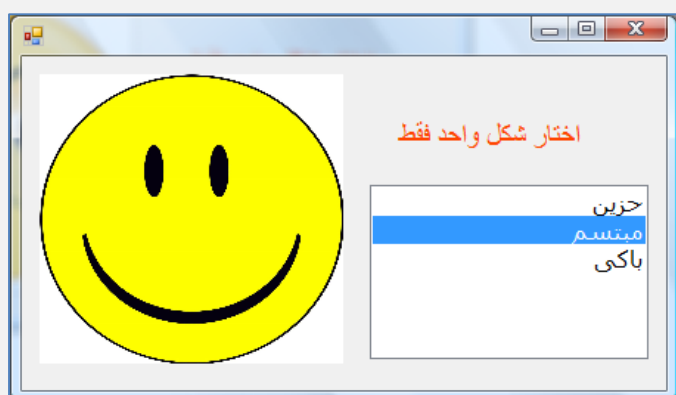 اختار شكل واحد فقط
حزين
مبتسم
باكى